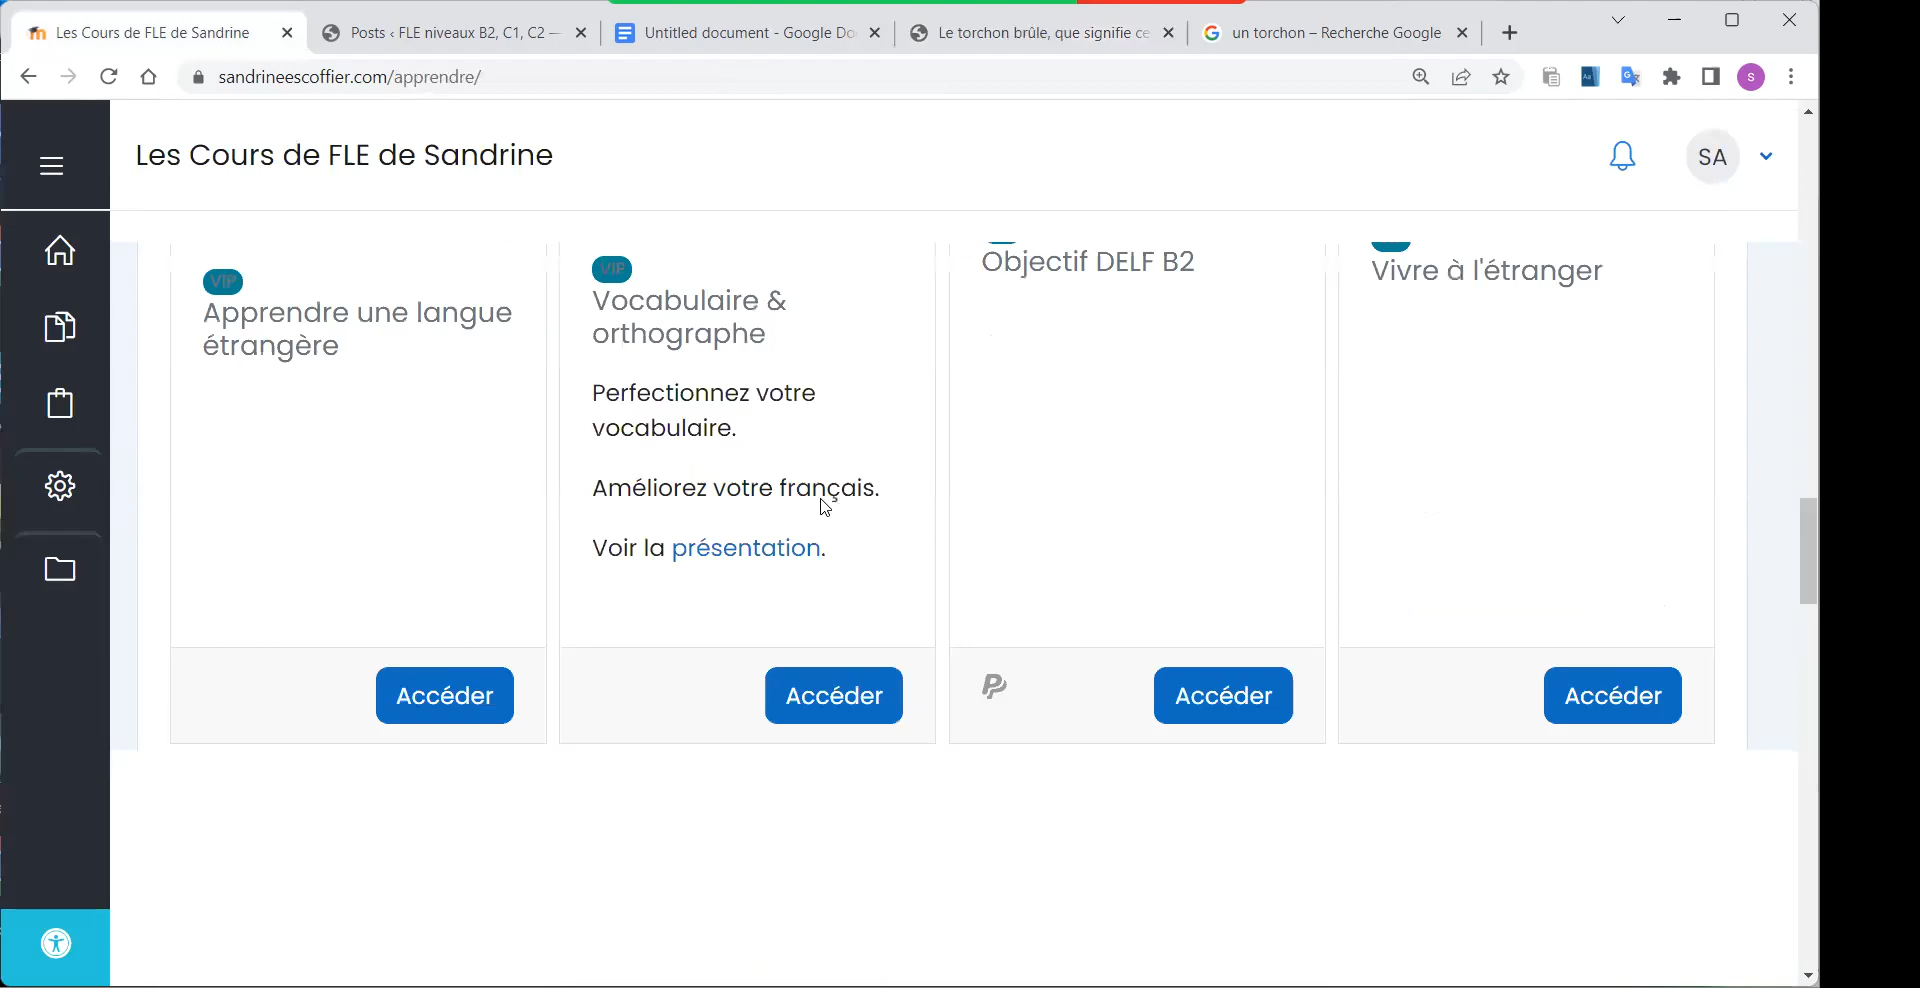 Les Cours de FLE de Sandrine
Posts ‹ FLE niveaux B2, C1, C2 —
Untitled document - Google Do
Le torchon brûle, que signifie ce
un torchon – Recherche Google
sandrineescoffier.com/apprendre/
S
Les Cours de FLE de Sandrine
SA
VIP
Apprendre une langue
étrangère
Accéder
VIP
Vocabulaire &
orthographe
Perfectionnez votre
vocabulaire.
Améliorez votre français.
Voir la présentation.
Accéder
Objectif DELF B2
Accéder
Vivre à l'étranger
Accéder